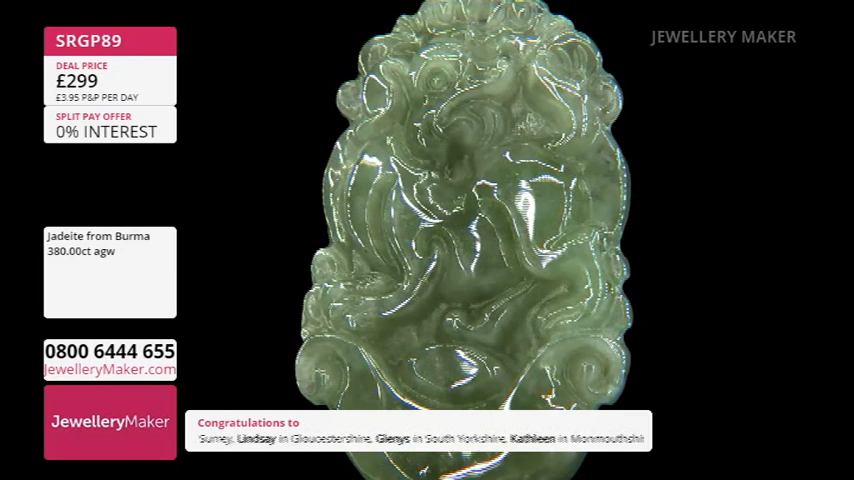 SRGP89
DEAL PRICE
£299
£3.95 P&P PER DAY
SPLIT PAY OFFER
0% INTEREST
JEWELLERY MAKER
Jadeite from Burma
380.00ct agw
0800 6444 655
JewelleryMaker.com
JewelleryMaker
Congratulations to
Surrey, Lindsay in Gloucestershire, Glenys in South Yorkshire, Kathleen in Monmouthshi